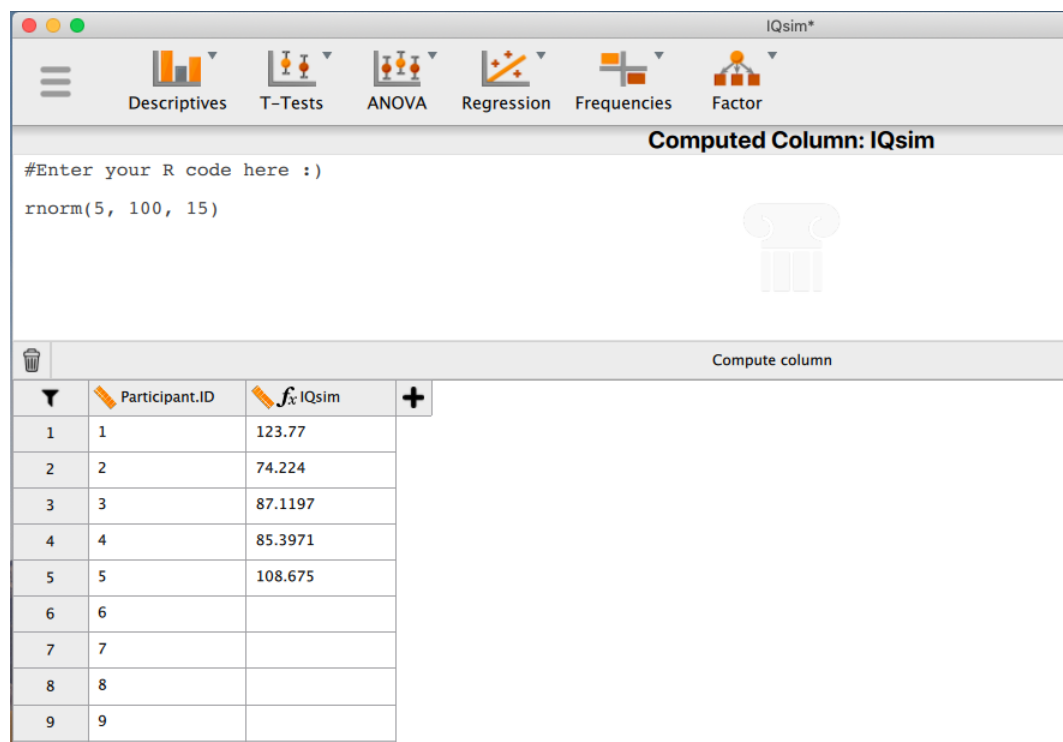 IQsim*
Descriptives T-Tests ANOVA Regression Frequencies Factor
Computed Column: IQsim
#Enter your R code here :)
rnorm(5, 100, 15)
Compute column
Participant.ID fx IQsim
1 1 123.77
2 2 74.224
3 3 87.1197
4 4 85.3971
5 5 108.675
6 6
7 7
8 8
9 9